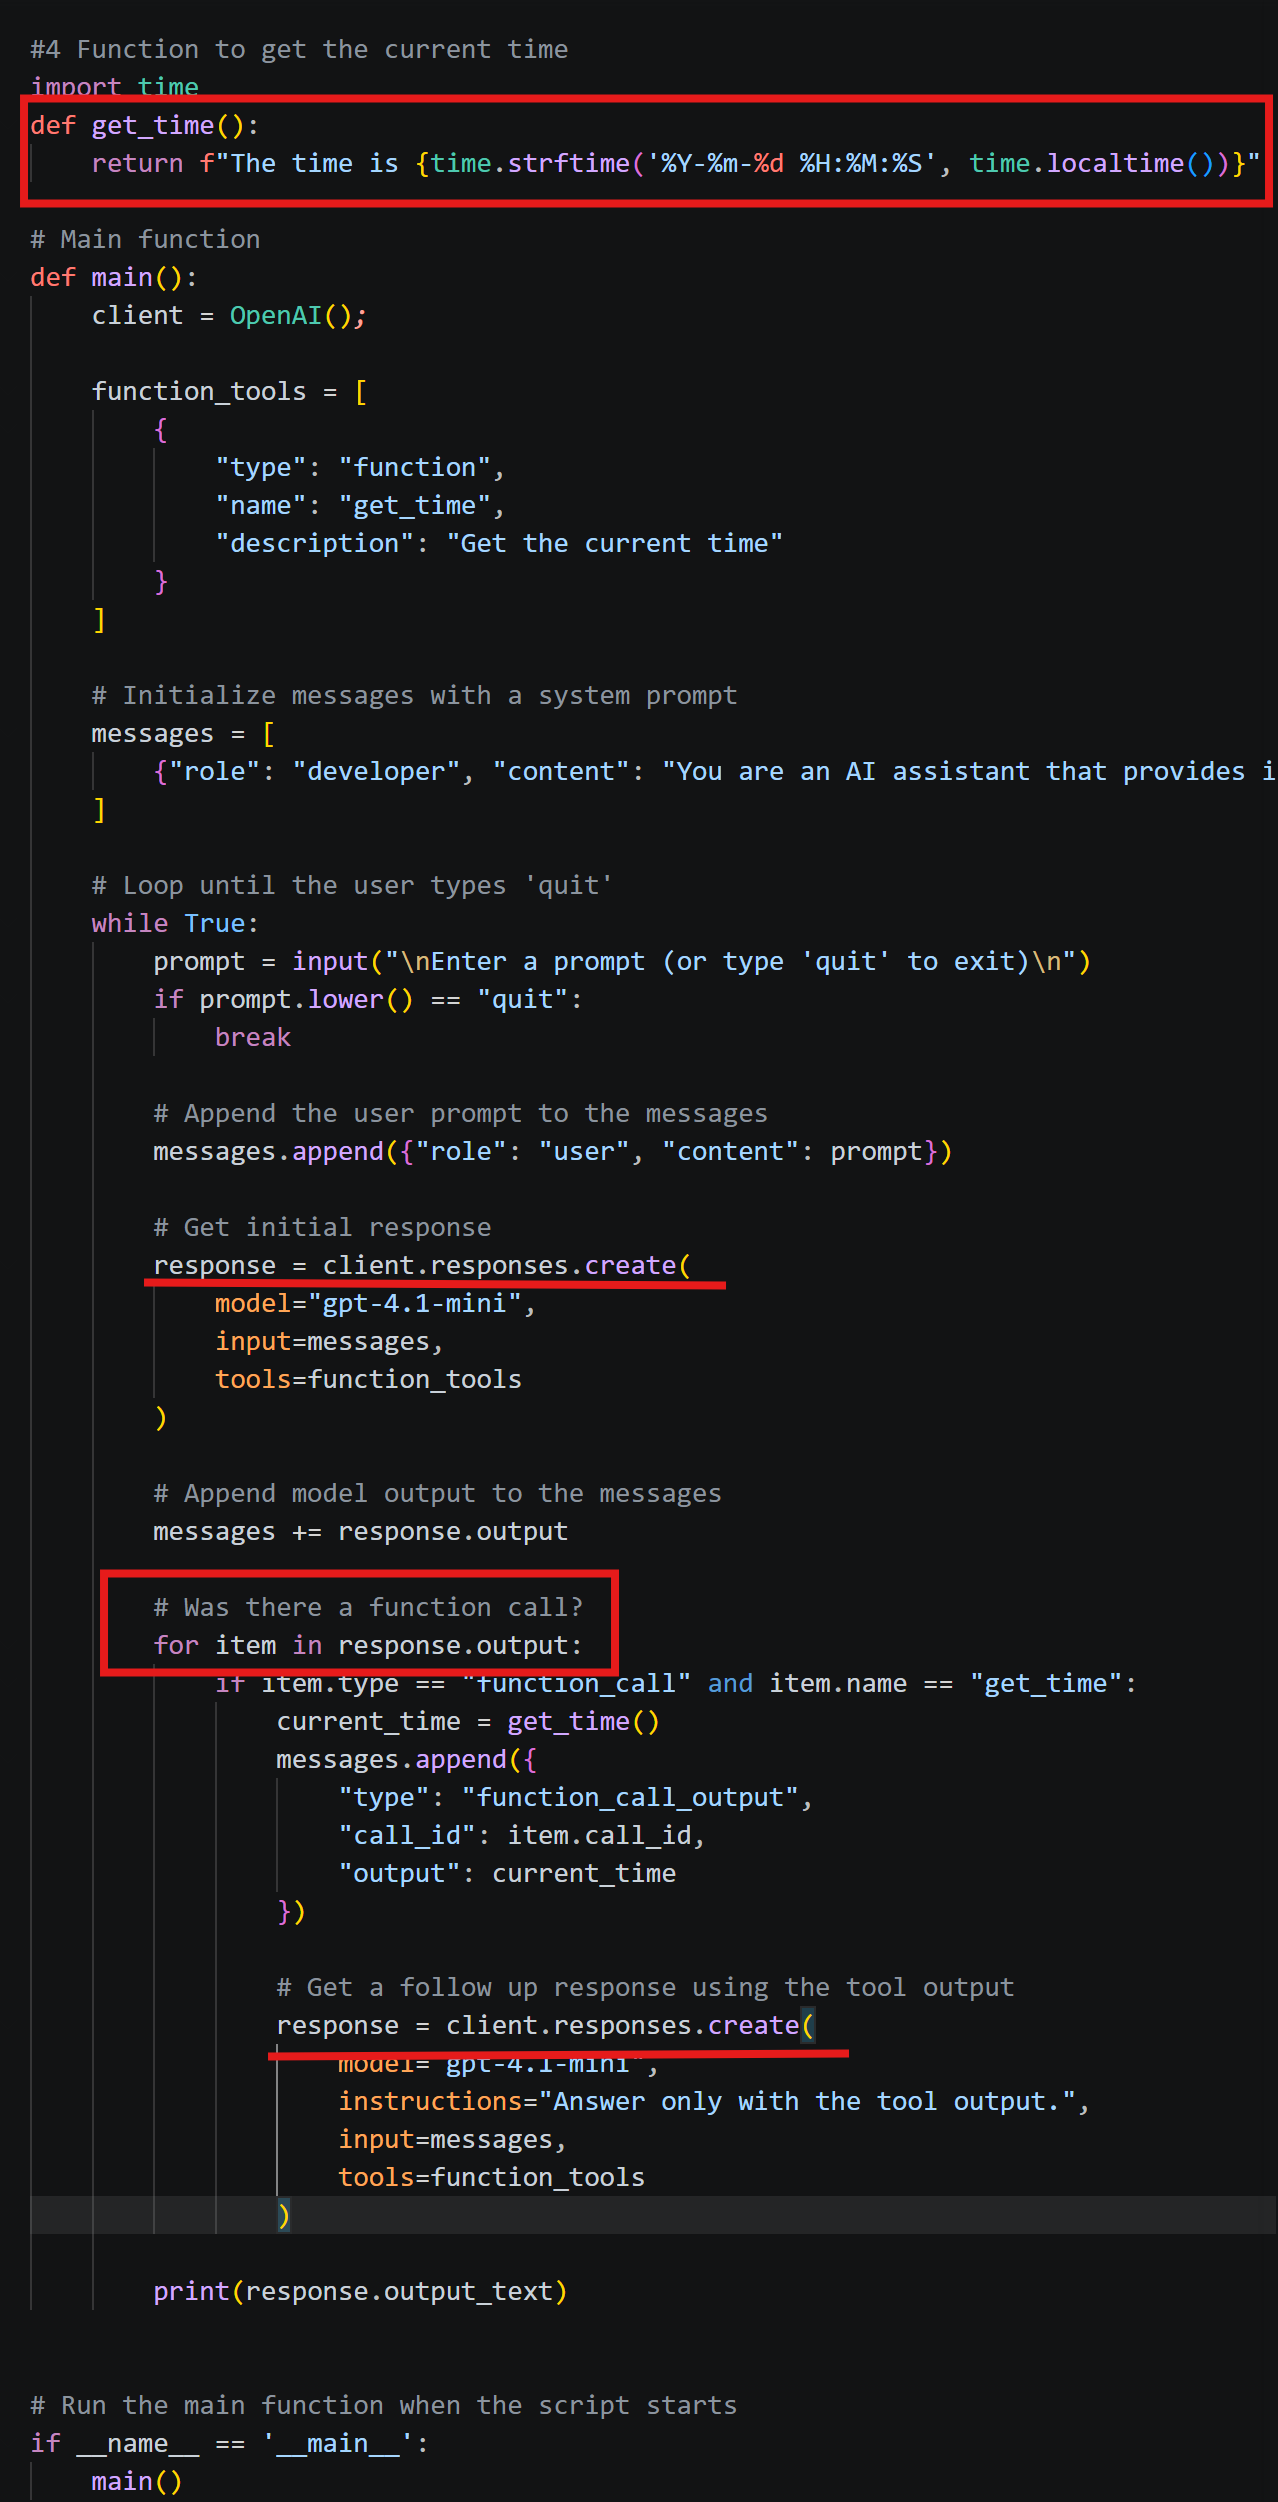 #4 Function to get the current time
import time
def get_time():
    return f"The time is {time.strftime('%Y-%m-%d %H:%M:%S', time.localtime())}"
# Main function
def main():
    client = OpenAI();
    function_tools = [
        {
            "type": "function",
            "name": "get_time",
            "description": "Get the current time"
        }
    ]
    # Initialize messages with a system prompt
    messages = [
        {"role": "developer", "content": "You are an AI assistant that provides i
    ]
    # Loop until the user types 'quit'
    while True:
        prompt = input("\nEnter a prompt (or type 'quit' to exit)\n")
        if prompt.lower() == "quit":
            break
        # Append the user prompt to the messages
        messages.append({"role": "user", "content": prompt})
        # Get initial response
        response = client.responses.create(
            model="gpt-4.1-mini",
            input=messages,
            tools=function_tools
        )
        # Append model output to the messages
        messages += response.output
        # Was there a function call?
        for item in response.output:
            if item.type == "function_call" and item.name == "get_time":
                current_time = get_time()
                messages.append({
                    "type": "function_call_output",
                    "call_id": item.call_id,
                    "output": current_time
                })
                # Get a follow up response using the tool output
                response = client.responses.create(
                    model="gpt-4.1-mini",
                    instructions="Answer only with the tool output.",
                    input=messages,
                    tools=function_tools
                )
        print(response.output_text)
# Run the main function when the script starts
if __name__ == '__main__':
    main()